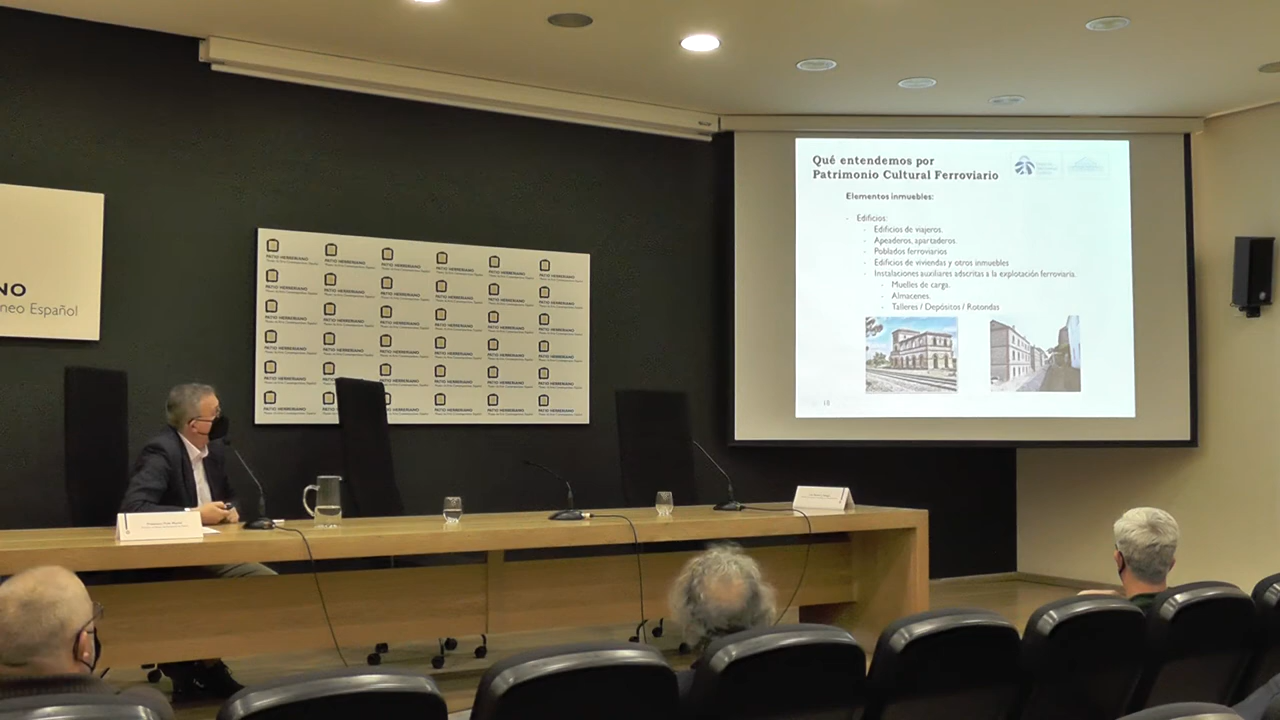 NO
neo Español
PATIO HERRERIANO
Qué entendemos por
Patrimonio Cultural Ferroviario
Elementos inmuebles:
- Edificios:
- Edificios de viajeros.
- Apeaderos, apartaderos.
- Poblados ferroviarios
- Edificios de viviendas y otros inmuebles
- Instalaciones auxiliares adscritas a la explotación ferroviaria.
- Muelles de carga.
- Almacenes.
- Talleres / Depósitos / Rotondas
18